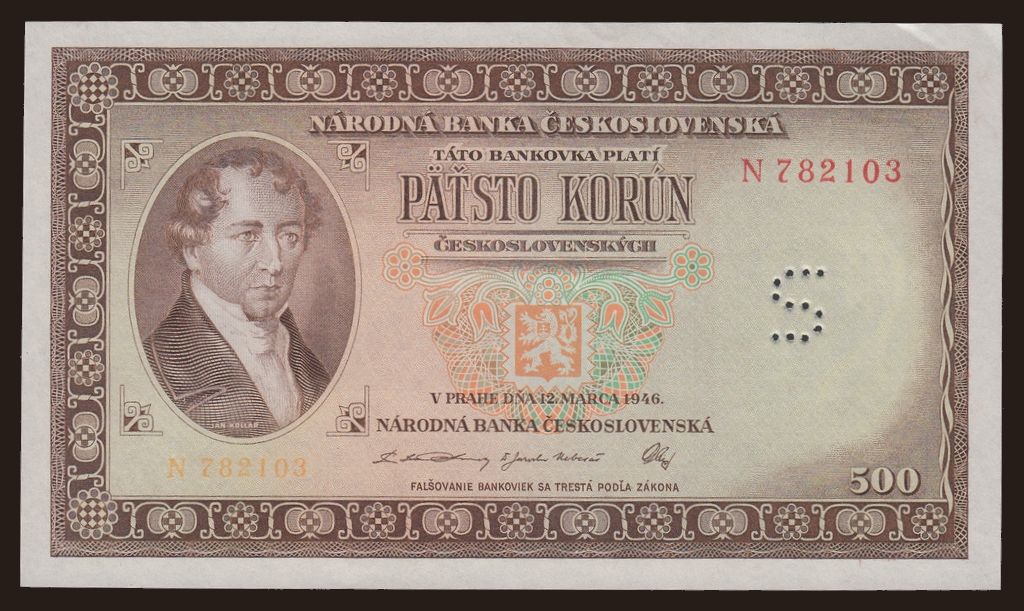 NÁRODNÁ BANKA ČESKOSLOVENSKÁ
TÁTO BANKOVKA PLATÍ
PÄŤSTO KORÚN
ČESKOSLOVENSKÝCH
N 782103
S
V PRAHE DŇA 12. MARCA 1946.
NÁRODNÁ BANKA ČESKOSLOVENSKÁ
JAN KOLLÁR
N 782103
FALŠOVANIE BANKOVIEK SA TRESTÁ PODĽA ZÁKONA
500